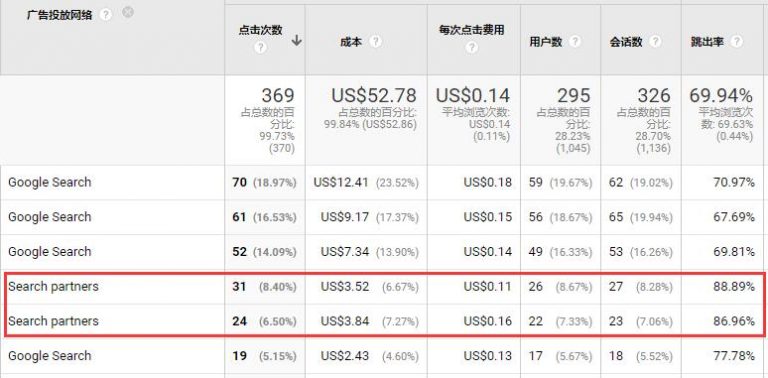 广告投放网络 ? 点击次数 ? 成本 ? 每次点击费用 ? 用户数 ? 会话数 ? 跳出率 ?
369 US$52.78 US$0.14 295 326 69.94%
占总数的百分比: 99.73% (370) 占总数的百分比: 99.84% (US$52.86) 平均浏览次数: US$0.14 (0.11%) 占总数的百分比: 28.23% (1,045) 占总数的百分比: 28.70% (1,136) 平均浏览次数: 69.63% (0.44%)
Google Search 70 (18.97%) US$12.41 (23.52%) US$0.18 59 (19.67%) 62 (19.02%) 70.97%
Google Search 61 (16.53%) US$9.17 (17.37%) US$0.15 56 (18.67%) 65 (19.94%) 67.69%
Google Search 52 (14.09%) US$7.34 (13.90%) US$0.14 49 (16.33%) 53 (16.26%) 69.81%
Search partners 31 (8.40%) US$3.52 (6.67%) US$0.11 26 (8.67%) 27 (8.28%) 88.89%
Search partners 24 (6.50%) US$3.84 (7.27%) US$0.16 22 (7.33%) 23 (7.06%) 86.96%
Google Search 19 (5.15%) US$2.43 (4.60%) US$0.13 17 (5.67%) 18 (5.52%) 77.78%